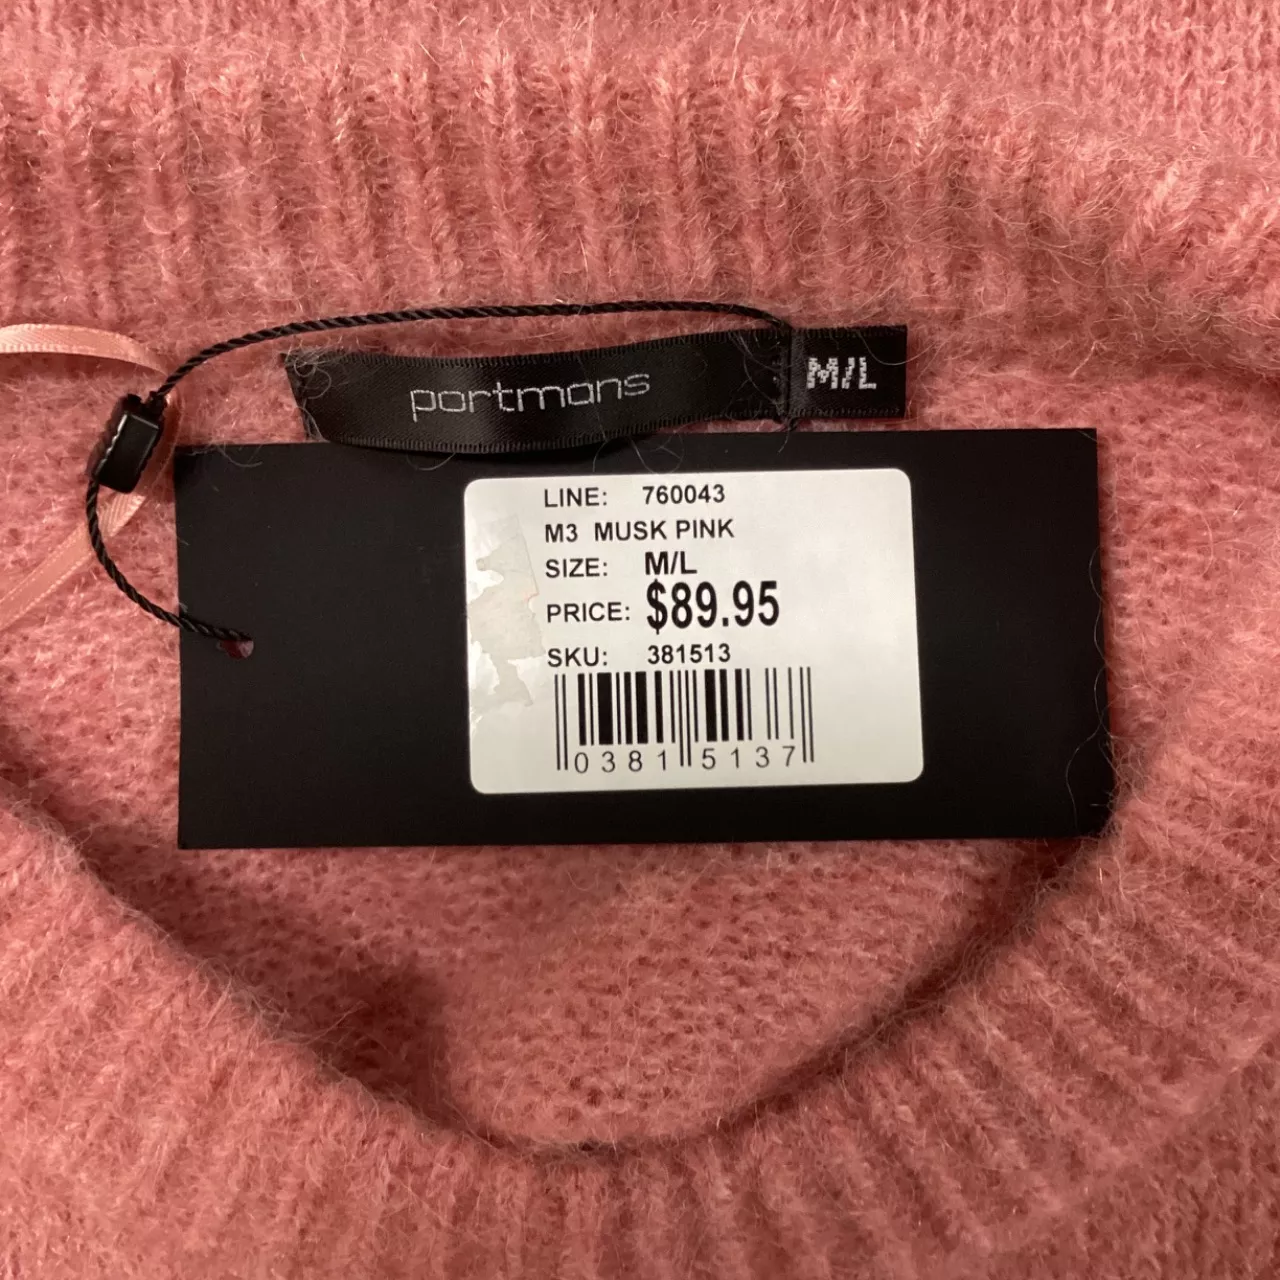 portmans
M/L
LINE: 760043
M3 MUSK PINK
SIZE: M/L
PRICE: $89.95
SKU: 381513
0381 5137